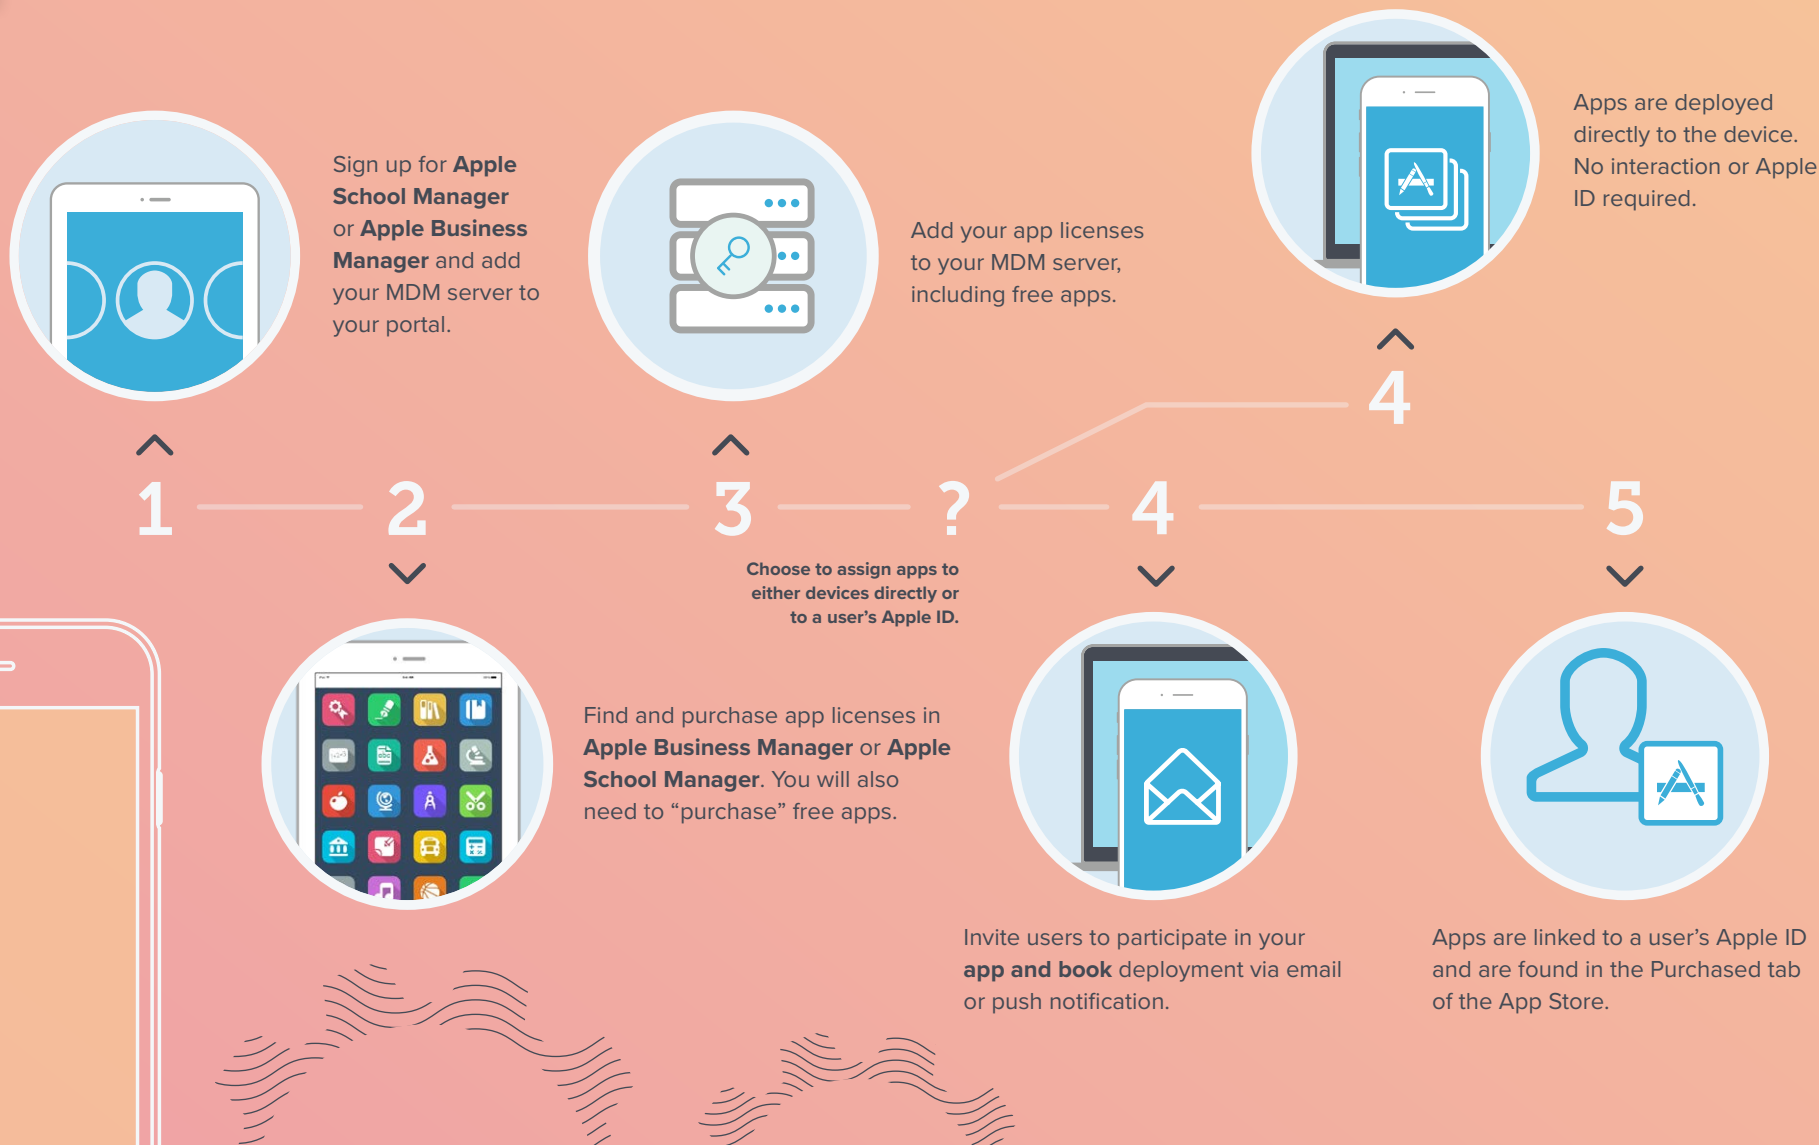 Sign up for Apple
School Manager
or Apple Business
Manager and add
your MDM server to
your portal.
1
2
Find and purchase app licenses in
Apple Business Manager or Apple
School Manager. You will also
need to “purchase” free apps.
3
Add your app licenses
to your MDM server,
including free apps.
?
Choose to assign apps to
either devices directly or
to a user’s Apple ID.
4
Apps are deployed
directly to the device.
No interaction or Apple
ID required.
4
Invite users to participate in your
app and book deployment via email
or push notification.
5
Apps are linked to a user’s Apple ID
and are found in the Purchased tab
of the App Store.